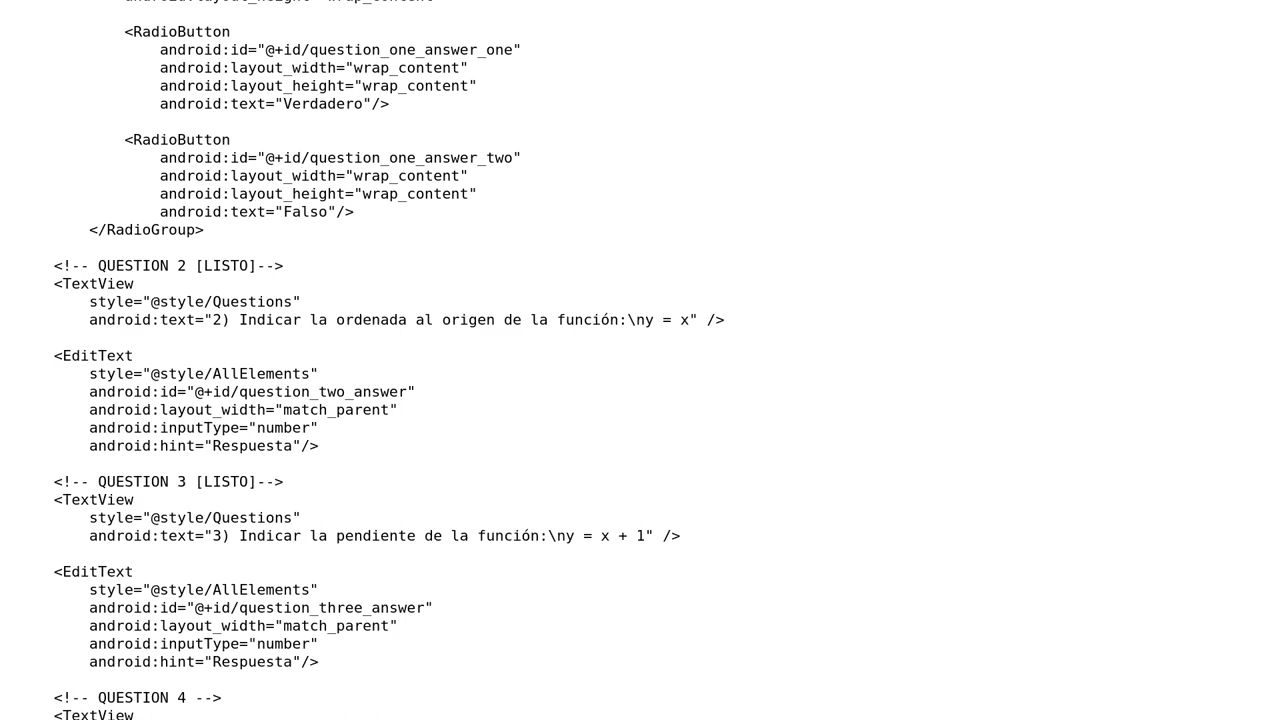 <RadioButton
android:id="@+id/question_one_answer_one"
android:layout_width="wrap_content"
android:layout_height="wrap_content"
android:text="Verdadero"/>
<RadioButton
android:id="@+id/question_one_answer_two"
android:layout_width="wrap_content"
android:layout_height="wrap_content"
android:text="Falso"/>
</RadioGroup>
<!-- QUESTION 2 [LISTO]-->
<TextView
style="@style/Questions"
android:text="2) Indicar la ordenada al origen de la función:\ny = x" />
<EditText
style="@style/AllElements"
android:id="@+id/question_two_answer"
android:layout_width="match_parent"
android:inputType="number"
android:hint="Respuesta"/>
<!-- QUESTION 3 [LISTO]-->
<TextView
style="@style/Questions"
android:text="3) Indicar la pendiente de la función:\ny = x + 1" />
<EditText
style="@style/AllElements"
android:id="@+id/question_three_answer"
android:layout_width="match_parent"
android:inputType="number"
android:hint="Respuesta"/>
<!-- QUESTION 4 -->
<TextView